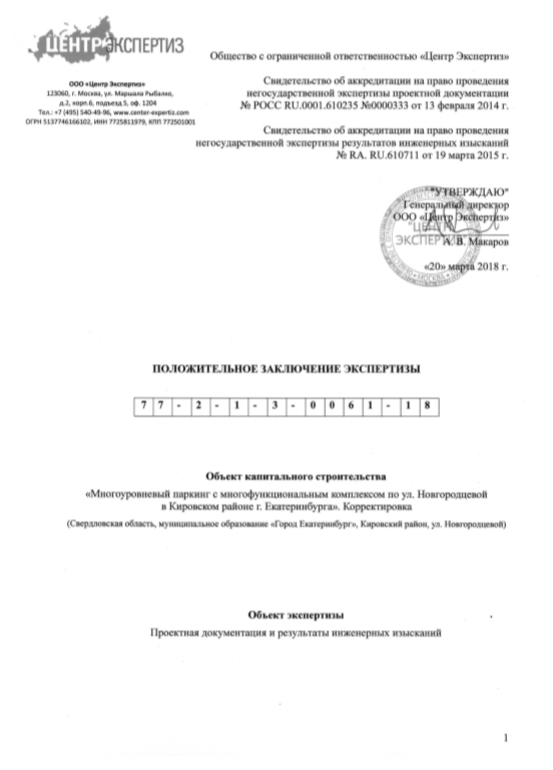 ЦЕНТР ЭКСПЕРТИЗ
ООО «Центр Экспертиз»
123060, г. Москва, ул. Маршала Рыбалко,
д.2, корп.6, подъезд 5, оф. 1204
Тел.: +7 (495) 540-49-96, www.center-expertiz.com
ОГРН 5137746166102, ИНН 7725811979, КПП 772501001
Общество с ограниченной ответственностью «Центр Экспертиз»
Свидетельство об аккредитации на право проведения
негосударственной экспертизы проектной документации
№ РОСС RU.0001.610235 №0000333 от 13 февраля 2014 г.
Свидетельство об аккредитации на право проведения
негосударственной экспертизы результатов инженерных изысканий
№ RA. RU.610711 от 19 марта 2015 г.
"УТВЕРЖДАЮ"
Генеральный директор
ООО «Центр Экспертиз»
А. В. Макаров
«20» марта 2018 г.
ПОЛОЖИТЕЛЬНОЕ ЗАКЛЮЧЕНИЕ ЭКСПЕРТИЗЫ
7 7 - 2 - 1 - 3 - 0 0 6 1 - 1 8
Объект капитального строительства
«Многоуровневый паркинг с многофункциональным комплексом по ул. Новгородцевой
в Кировском районе г. Екатеринбурга». Корректировка
(Свердловская область, муниципальное образование «Город Екатеринбург», Кировский район, ул. Новгородцевой)
Объект экспертизы
Проектная документация и результаты инженерных изысканий
1